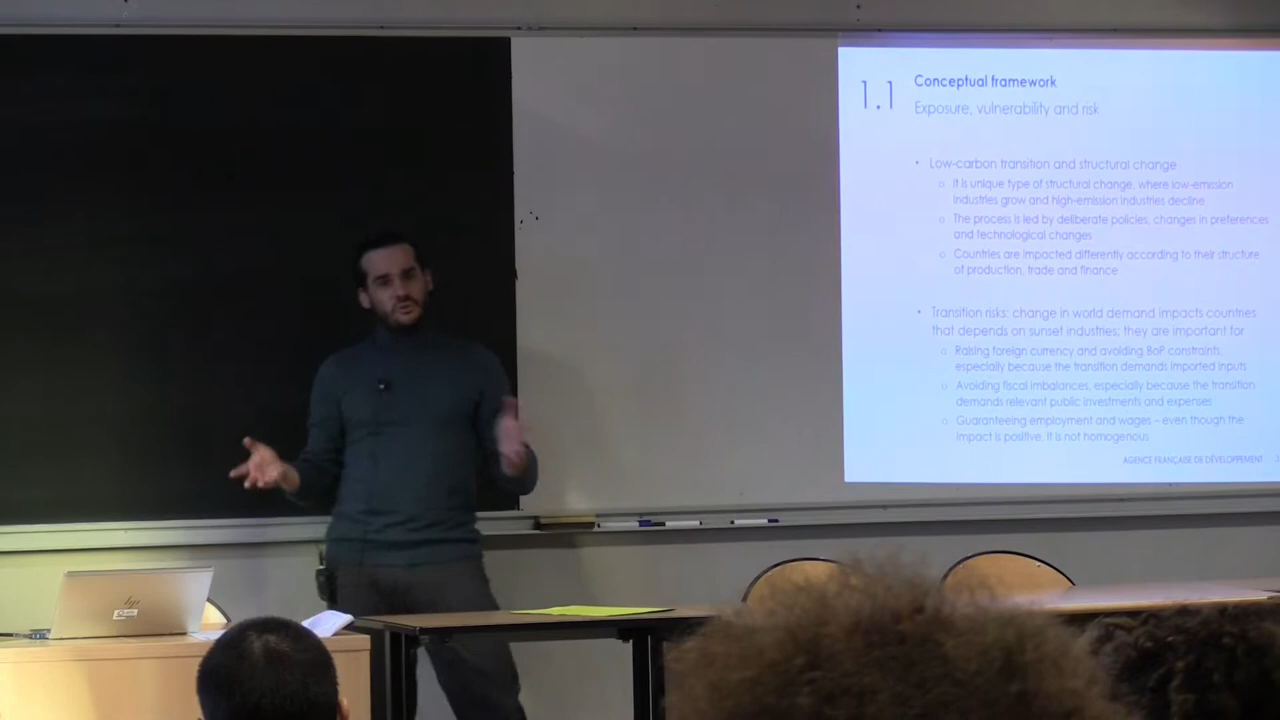 1.1
Conceptual framework
Exposure, vulnerability and risk
• Low-carbon transition and structural change
o It is unique type of structural change, where low-emission
industries grow and high-emission industries decline
o The process is led by deliberate policies, changes in preferences
and technological changes
o Countries are impacted differently according to their structure
of production, trade and finance
• Transition risks: change in world demand impacts countries
that depends on sunset industries; they are important for
o Raising foreign currency and avoiding BoP constraints,
especially because the transition demands imported inputs
o Avoiding fiscal imbalances, especially because the transition
demands relevant public investments and expenses
o Guaranteeing employment and wages – even though the
impact is positive, it is not homogenous
AGENCE FRANÇAISE DE DÉVELOPPEMENT
hp